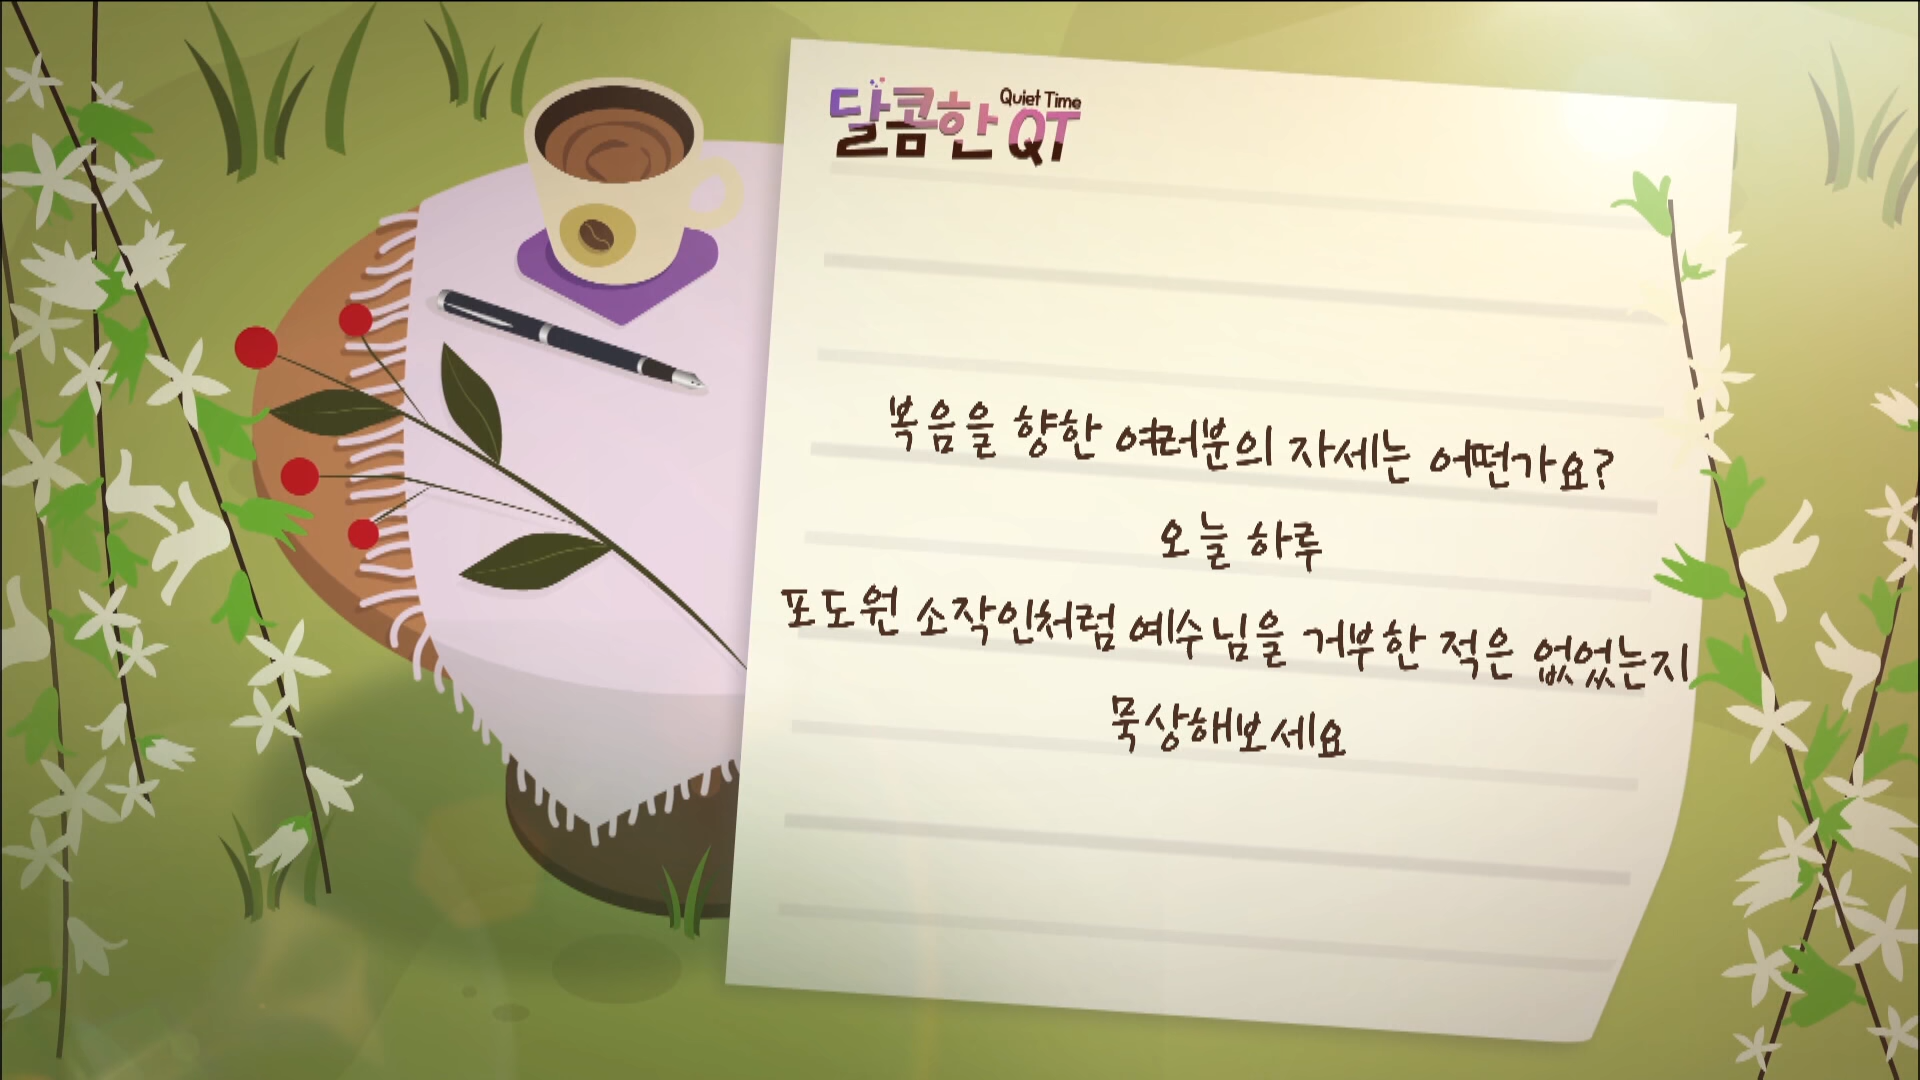 달콤한 QT
Quiet Time
복음을 향한 여러분의 자세는 어떤가요?
오늘 하루
포도원 소작인처럼 예수님을 거부한 적은 없었는지
묵상해보세요